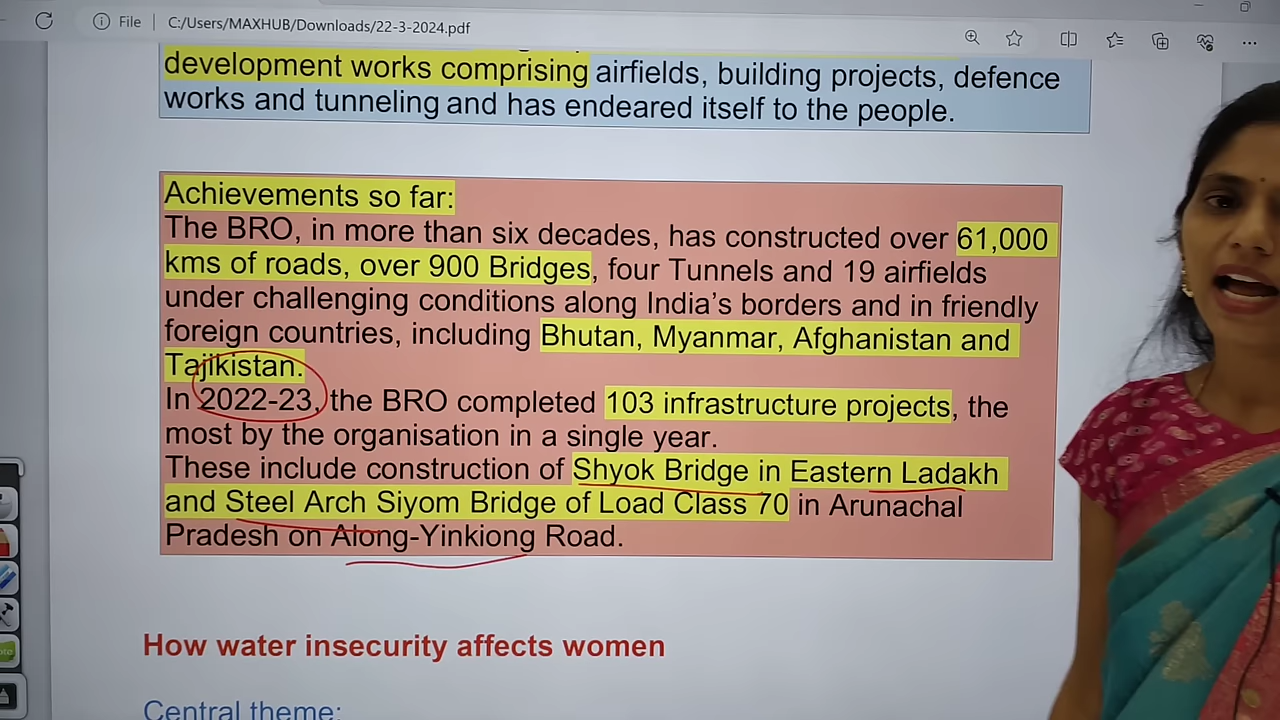 File C:/Users/MAXHUB/Downloads/22-3-2024.pdf
development works comprising airfields, building projects, defence
works and tunneling and has endeared itself to the people.
Achievements so far:
The BRO, in more than six decades, has constructed over 61,000
kms of roads, over 900 Bridges, four Tunnels and 19 airfields
under challenging conditions along India's borders and in friendly
foreign countries, including Bhutan, Myanmar, Afghanistan and
Tajikistan.
In 2022-23, the BRO completed 103 infrastructure projects, the
most by the organisation in a single year.
These include construction of Shyok Bridge in Eastern Ladakh
and Steel Arch Siyom Bridge of Load Class 70 in Arunachal
Pradesh on Along-Yinkiong Road.
How water insecurity affects women
Central theme: